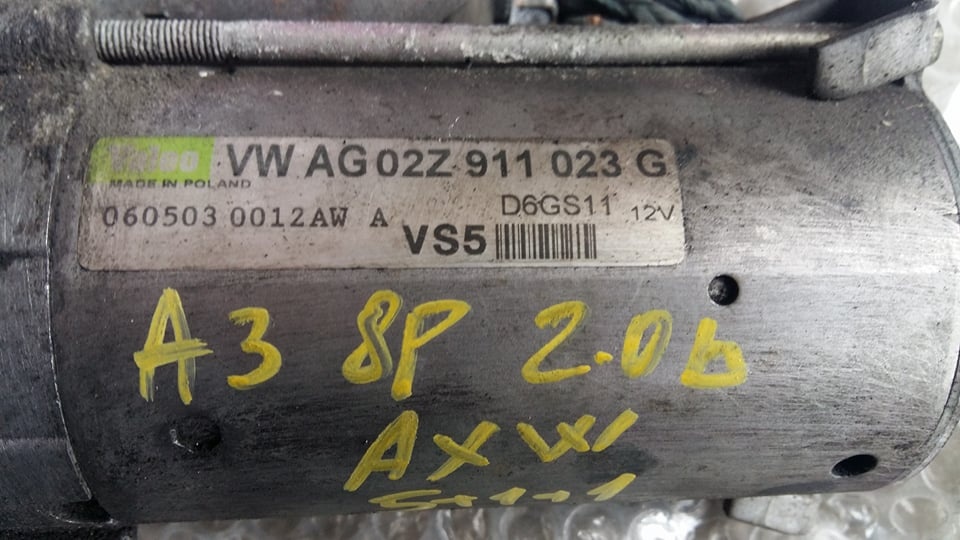 Valeo VW AG 02Z 911 023 G
MADE IN POLAND
060503 0012AW A D6GS11 12V
VS5
A3 8P 2.0b
AXW